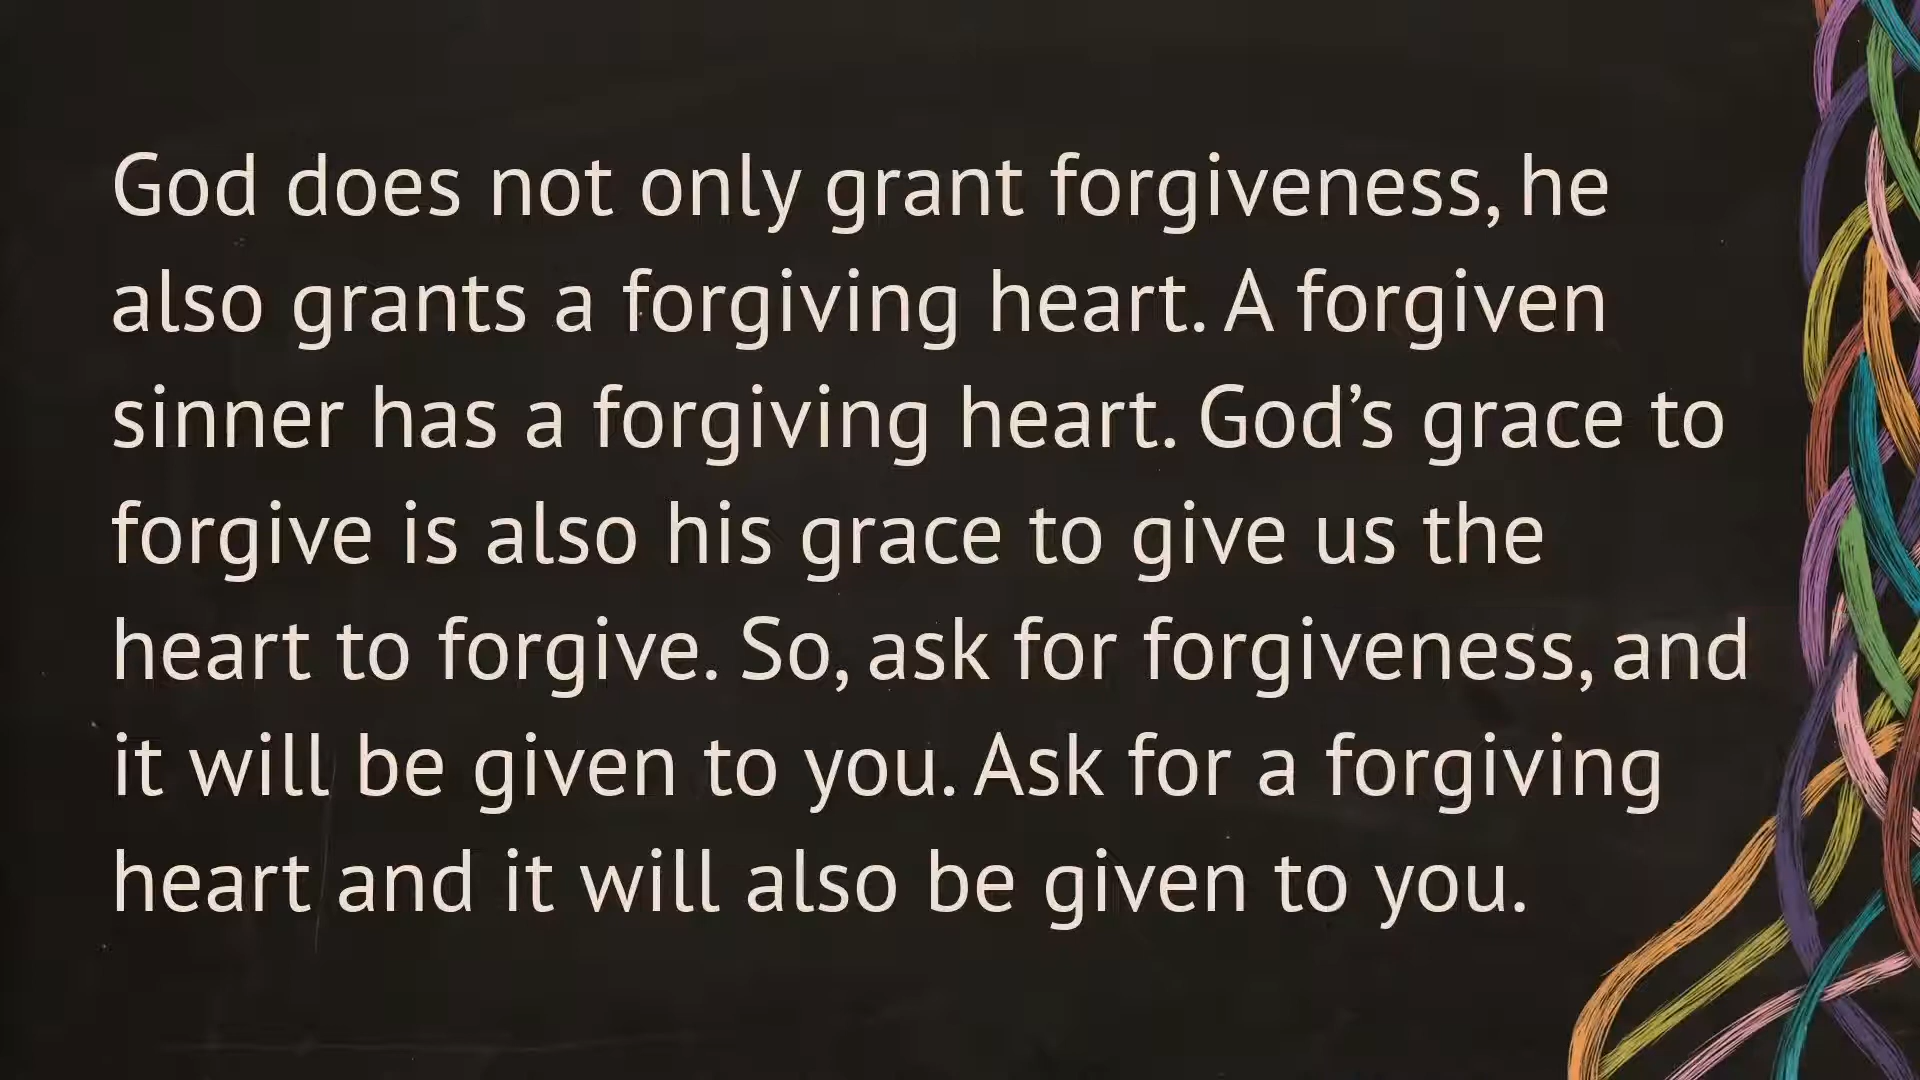 God does not only grant forgiveness, he
also grants a forgiving heart. A forgiven
sinner has a forgiving heart. God’s grace to
forgive is also his grace to give us the
heart to forgive. So, ask for forgiveness, and
it will be given to you. Ask for a forgiving
heart and it will also be given to you.